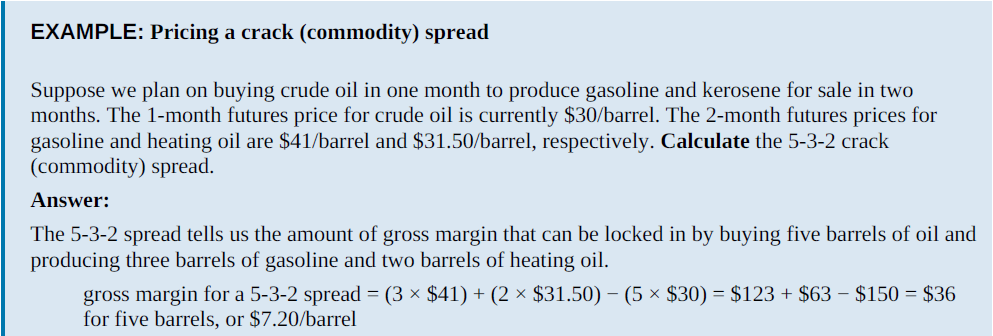 EXAMPLE: Pricing a crack (commodity) spread
Suppose we plan on buying crude oil in one month to produce gasoline and kerosene for sale in two
months. The 1-month futures price for crude oil is currently $30/barrel. The 2-month futures prices for
gasoline and heating oil are $41/barrel and $31.50/barrel, respectively. Calculate the 5-3-2 crack
(commodity) spread.
Answer:
The 5-3-2 spread tells us the amount of gross margin that can be locked in by buying five barrels of oil and
producing three barrels of gasoline and two barrels of heating oil.
gross margin for a 5-3-2 spread = (3 × $41) + (2 × $31.50) − (5 × $30) = $123 + $63 − $150 = $36
for five barrels, or $7.20/barrel